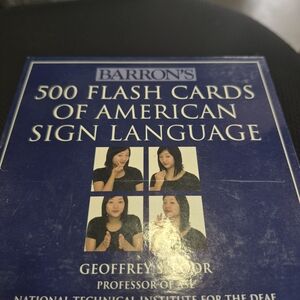 BARRON'S
500 FLASH CARDS
OF AMERICAN
SIGN LANGUAGE
GEOFFREY
PROFESSOR OF ASL
NATIONAL TECHNICAL INSTITUTE FOR THE DEAF